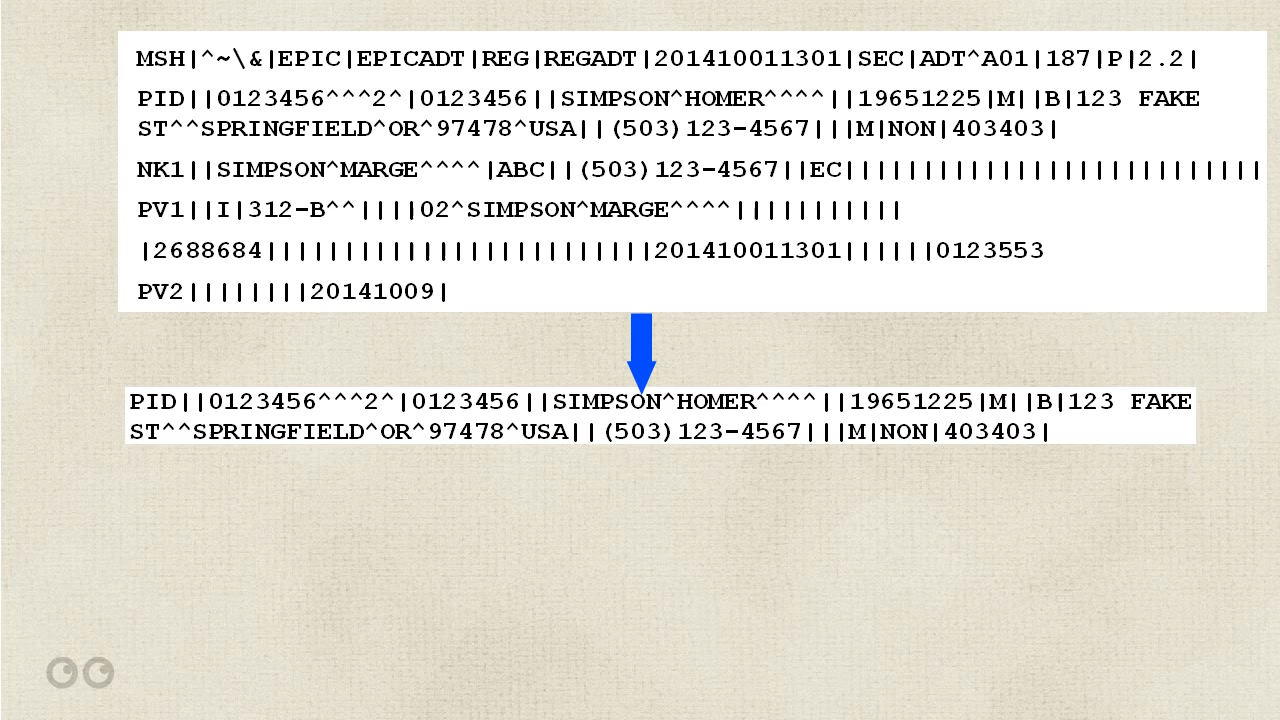 MSH|^~\&|EPIC|EPICADT|REG|REGADT|201410011301|SEC|ADT^A01|187|P|2.2|
PID||0123456^^^2^|0123456||SIMPSON^HOMER^^^^||19651225|M||B|123 FAKE
ST^^SPRINGFIELD^OR^97478^USA||(503)123-4567|||M|NON|403403|
NK1||SIMPSON^MARGE^^^^|ABC||(503)123-4567||EC|||||||||||||||||||||||||||
PV1||I|312-B^^||||02^SIMPSON^MARGE^^^^|||||||||||
|2688684|||||||||||||||||||||||||201410011301||||||0123553
PV2||||||||20141009|
PID||0123456^^^2^|0123456||SIMPSON^HOMER^^^^||19651225|M||B|123 FAKE
ST^^SPRINGFIELD^OR^97478^USA||(503)123-4567|||M|NON|403403|